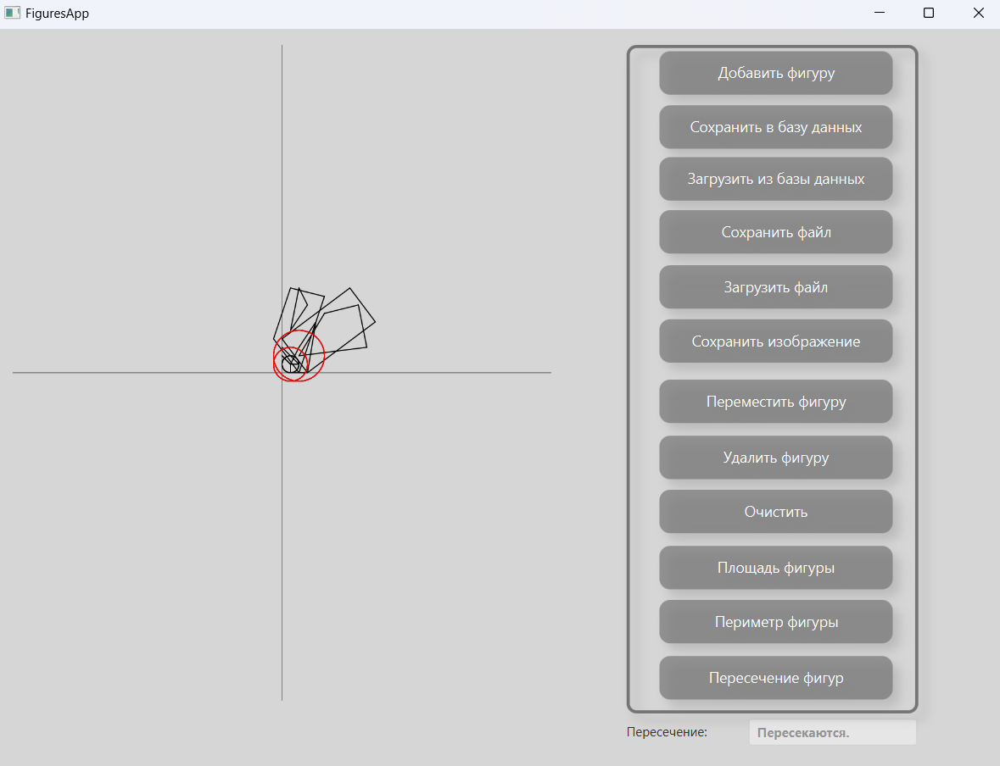 FiguresApp
Добавить фигуру
Сохранить в базу данных
Загрузить из базы данных
Сохранить файл
Загрузить файл
Сохранить изображение
Переместить фигуру
Удалить фигуру
Очистить
Площадь фигуры
Периметр фигуры
Пересечение фигур
Пересечение: Пересекаются.